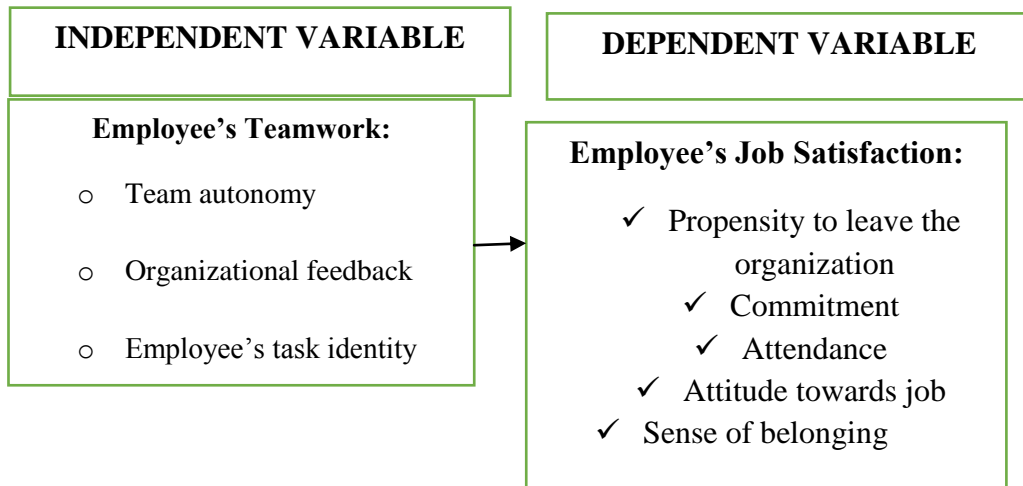 INDEPENDENT VARIABLE
Employee's Teamwork:
o Team autonomy
o Organizational feedback
o Employee's task identity
DEPENDENT VARIABLE
Employee's Job Satisfaction:
✓ Propensity to leave the
organization
✓ Commitment
✓ Attendance
✓ Attitude towards job
✓ Sense of belonging